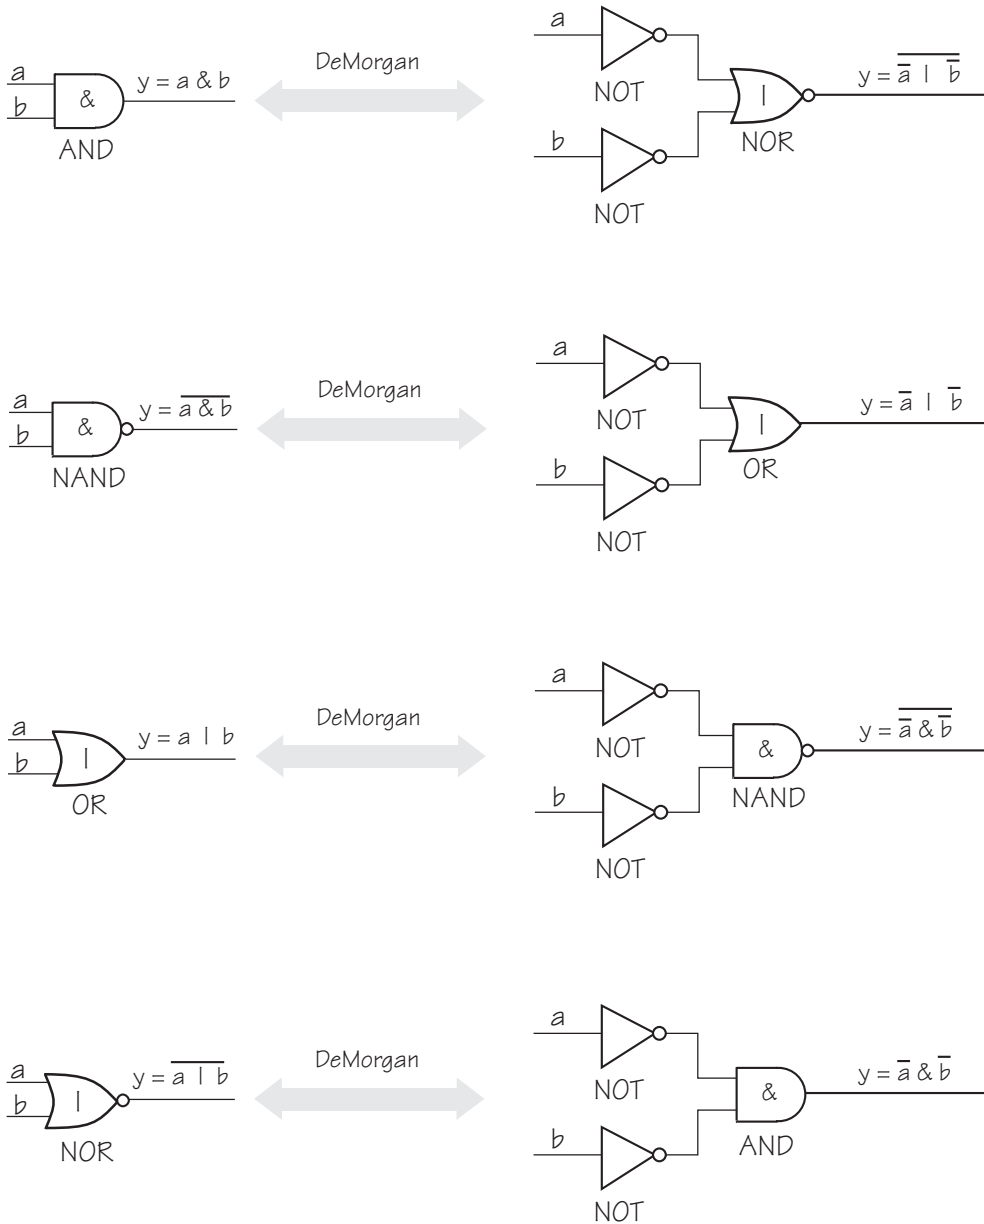 a
b
&
y = a & b
AND
DeMorgan
a
NOT
b
NOT
|
NOR
y = a̅ | b̅
a
b
&
y = a & b
NAND
DeMorgan
a
NOT
b
NOT
|
OR
y = a̅ | b̅
a
b
|
y = a | b
OR
DeMorgan
a
NOT
b
NOT
&
NAND
y = a̅ & b̅
a
b
|
y = a | b
NOR
DeMorgan
a
NOT
b
NOT
&
AND
y = a̅ & b̅